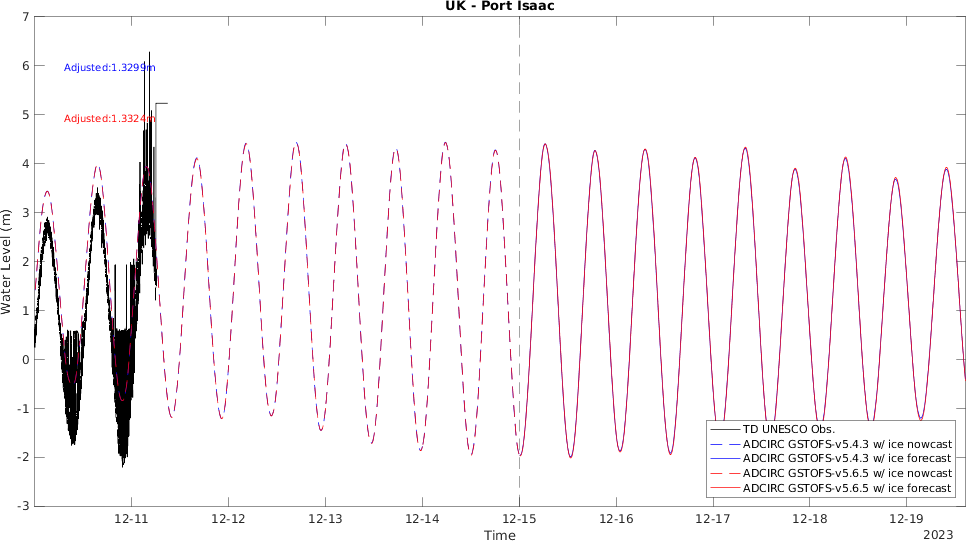 UK - Port Isaac
7
6
5
4
3
2
1
0
-1
-2
-3
Water Level (m)
Adjusted:1.3299m
Adjusted:1.3324m
TD UNESCO Obs.
ADCIRC GSTOFS-v5.4.3 w/ ice nowcast
ADCIRC GSTOFS-v5.4.3 w/ ice forecast
ADCIRC GSTOFS-v5.6.5 w/ ice nowcast
ADCIRC GSTOFS-v5.6.5 w/ ice forecast
12-11 12-12 12-13 12-14 12-15 12-16 12-17 12-18 12-19
Time
2023